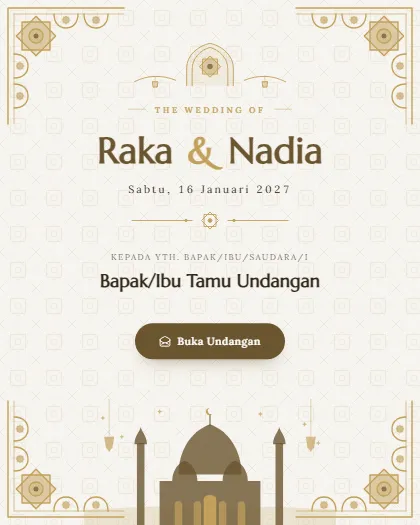 THE WEDDING OF
Raka & Nadia
Sabtu, 16 Januari 2027
KEPADA YTH. BAPAK/IBU/SAUDARA/I
Bapak/Ibu Tamu Undangan
Buka Undangan